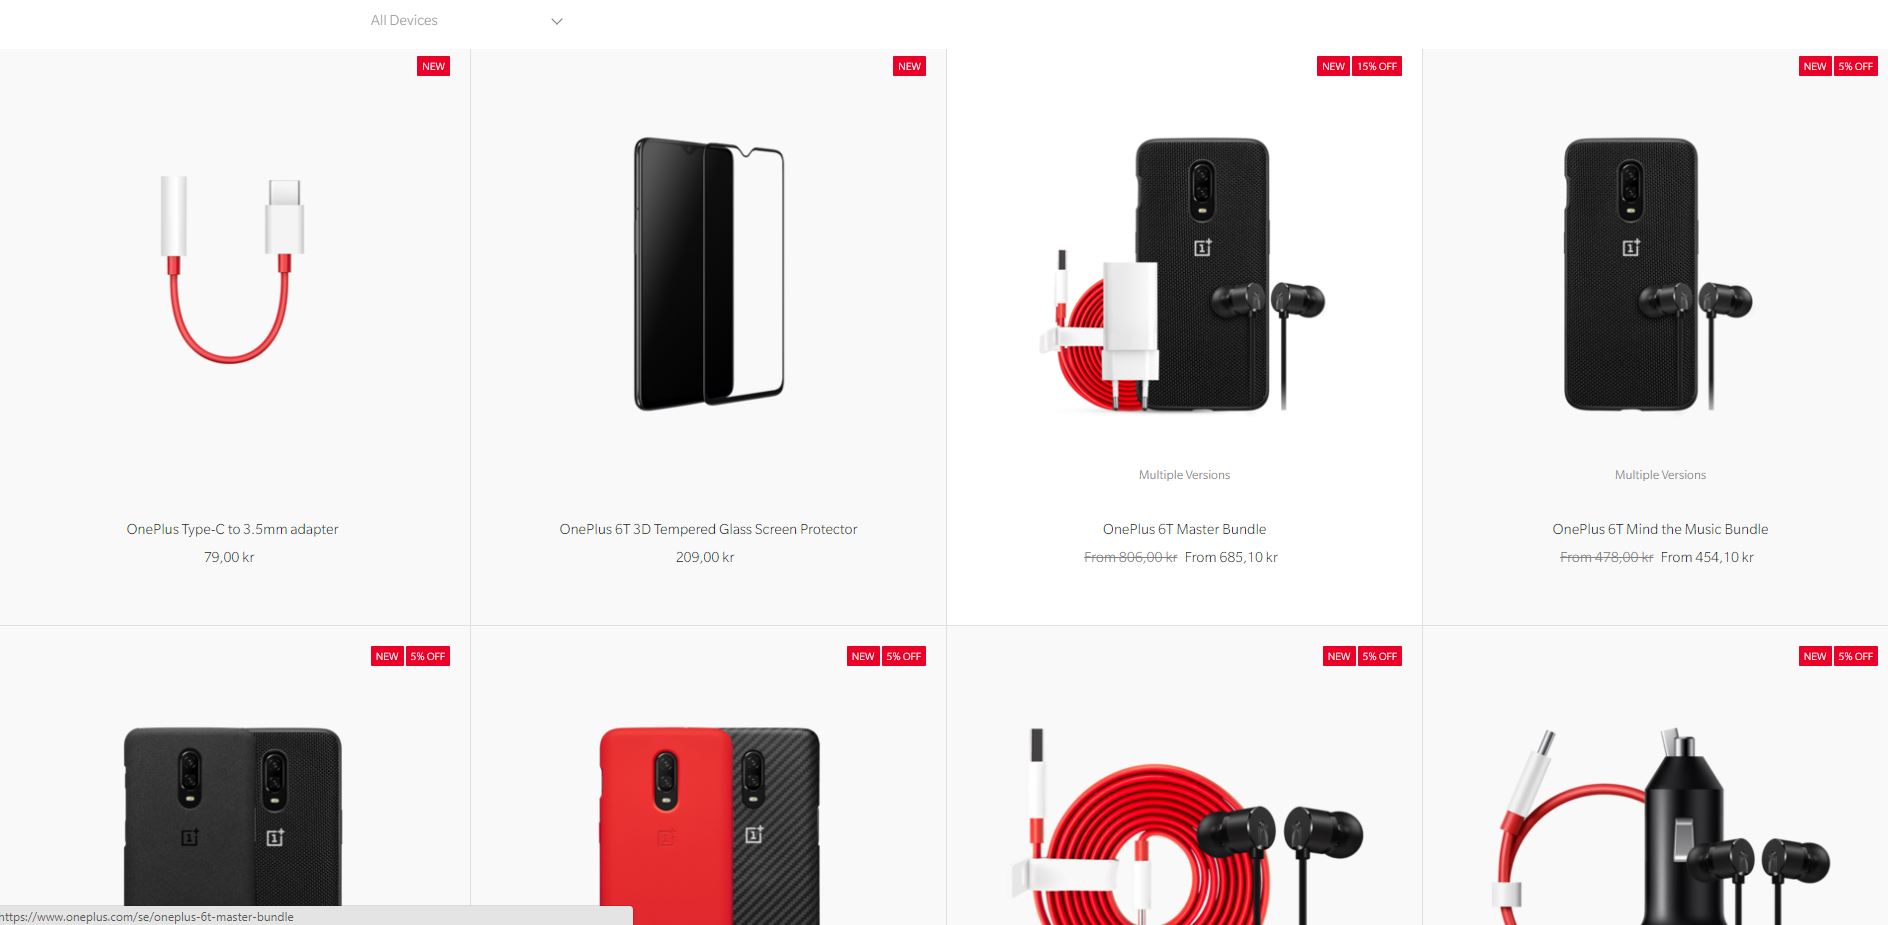 All Devices
NEW
NEW
NEW 15% OFF
NEW 5% OFF
Multiple Versions
Multiple Versions
OnePlus Type-C to 3.5mm adapter
79,00 kr
OnePlus 6T 3D Tempered Glass Screen Protector
209,00 kr
OnePlus 6T Master Bundle
From 806,00 kr From 685,10 kr
OnePlus 6T Mind the Music Bundle
From 478,00 kr From 454,10 kr
NEW 5% OFF
NEW 5% OFF
NEW 5% OFF
NEW 5% OFF
https://www.oneplus.com/se/oneplus-6t-master-bundle